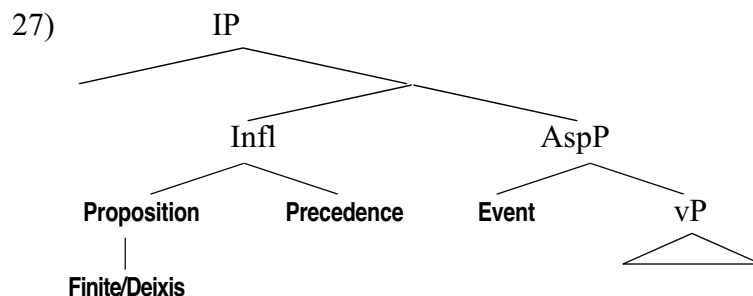 27) IP
Infl AspP
Proposition Precedence Event vP
Finite/Deixis